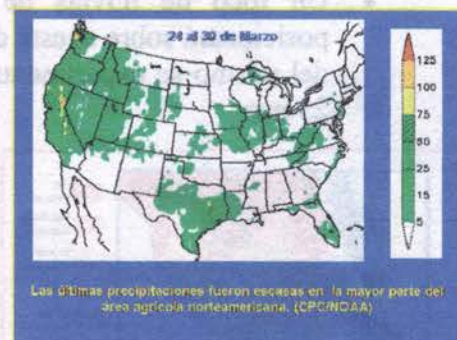 24 al 30 de Marzo
125
100
75
50
25
15
5
Las últimas precipitaciones fueron escasas en la mayor parte del
área agrícola norteamericana. (CPC/NOAA)